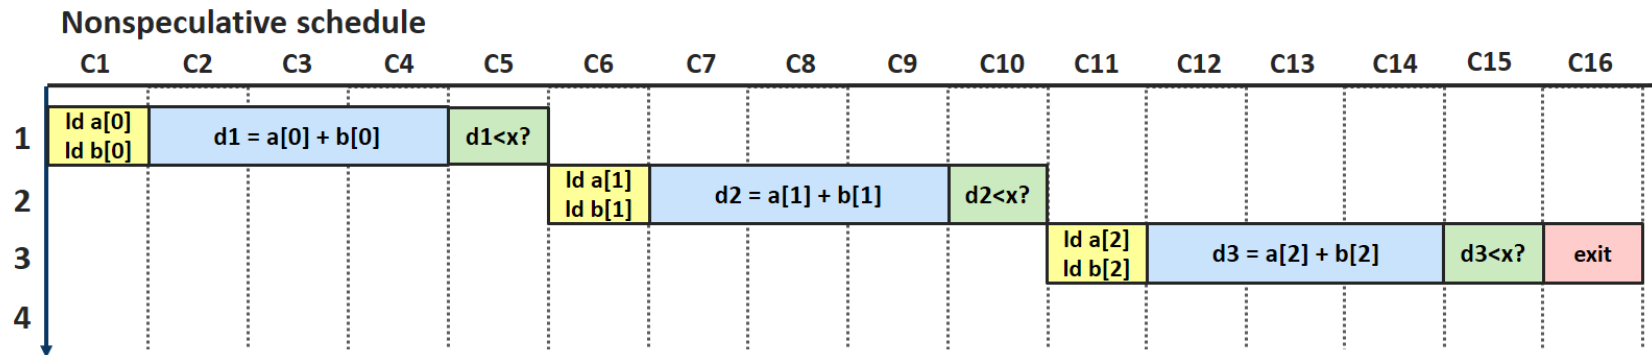 Nonspeculative schedule
C1 C2 C3 C4 C5 C6 C7 C8 C9 C10 C11 C12 C13 C14 C15 C16
1
ld a[0]
ld b[0]
d1 = a[0] + b[0]
d1<x?
2
ld a[1]
ld b[1]
d2 = a[1] + b[1]
d2<x?
3
ld a[2]
ld b[2]
d3 = a[2] + b[2]
d3<x?
exit
4